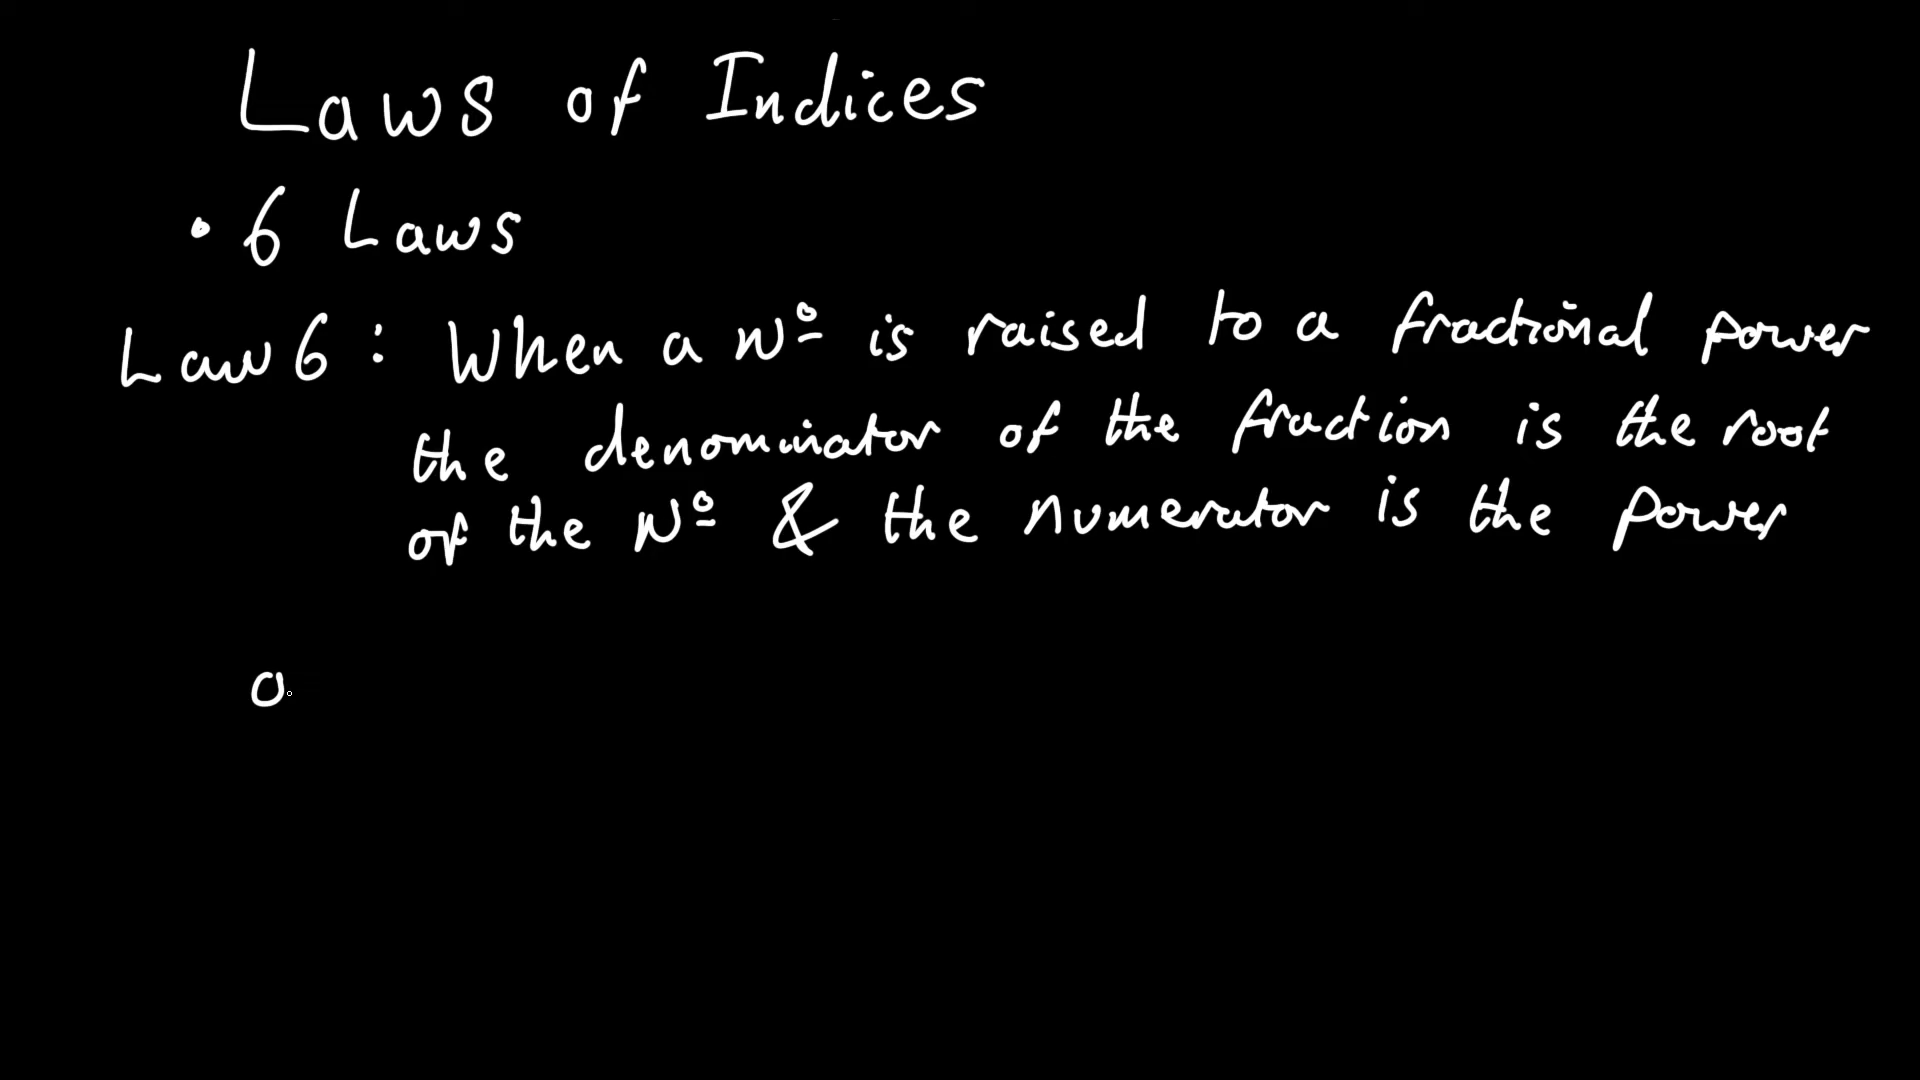 Laws of Indices
• 6 Laws
Law 6 : When a Nº is raised to a fractional power
the denominator of the fraction is the root
of the Nº & the numerator is the power